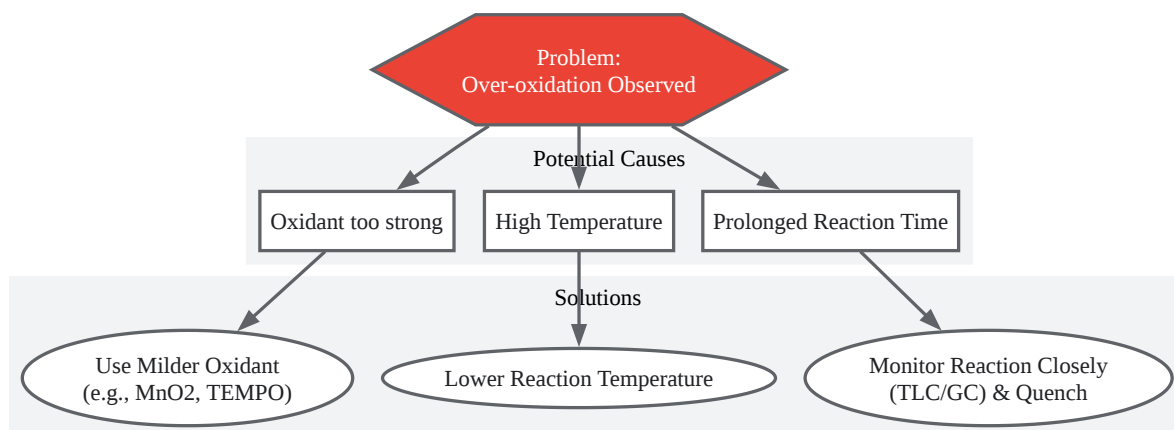 Problem:
Over-oxidation Observed
Potential Causes
Oxidant too strong
High Temperature
Prolonged Reaction Time
Solutions
Use Milder Oxidant
(e.g., MnO2, TEMPO)
Lower Reaction Temperature
Monitor Reaction Closely
(TLC/GC) & Quench